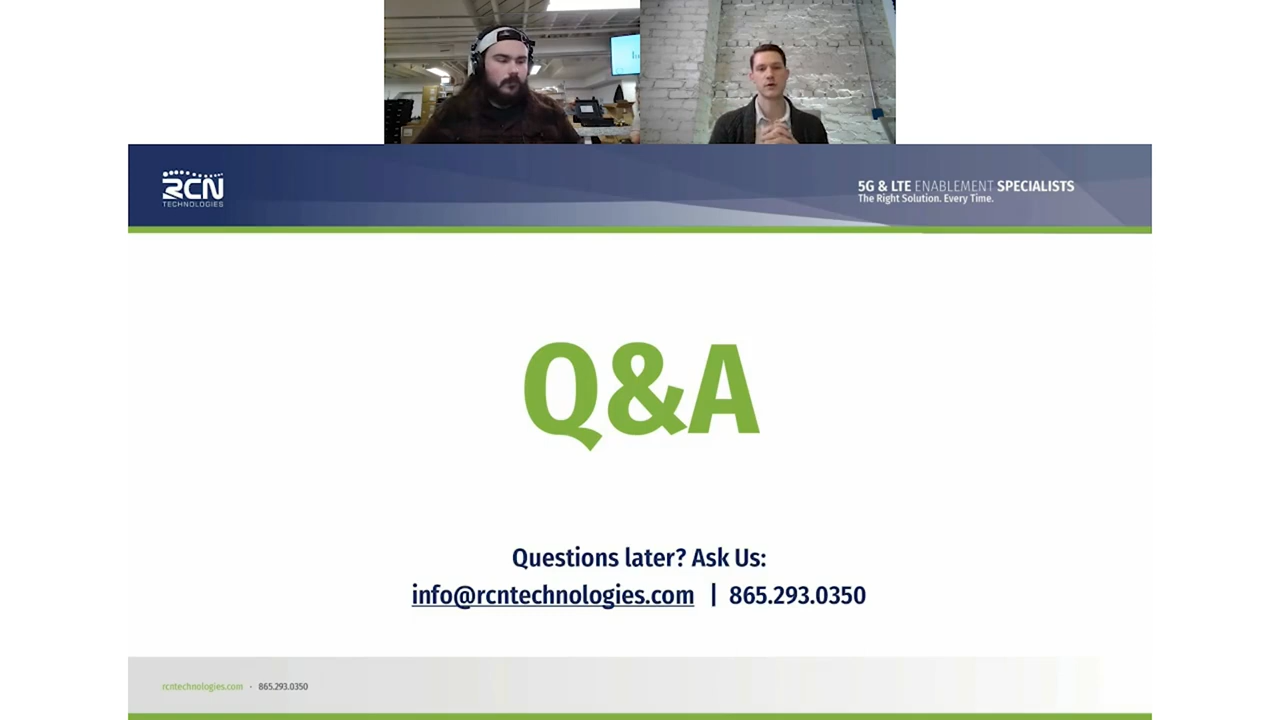 RCN
TECHNOLOGIES
5G & LTE ENABLEMENT SPECIALISTS
The Right Solution. Every Time.
Q&A
Questions later? Ask Us:
info@rcntechnologies.com | 865.293.0350
rcntechnologies.com · 865.293.0350